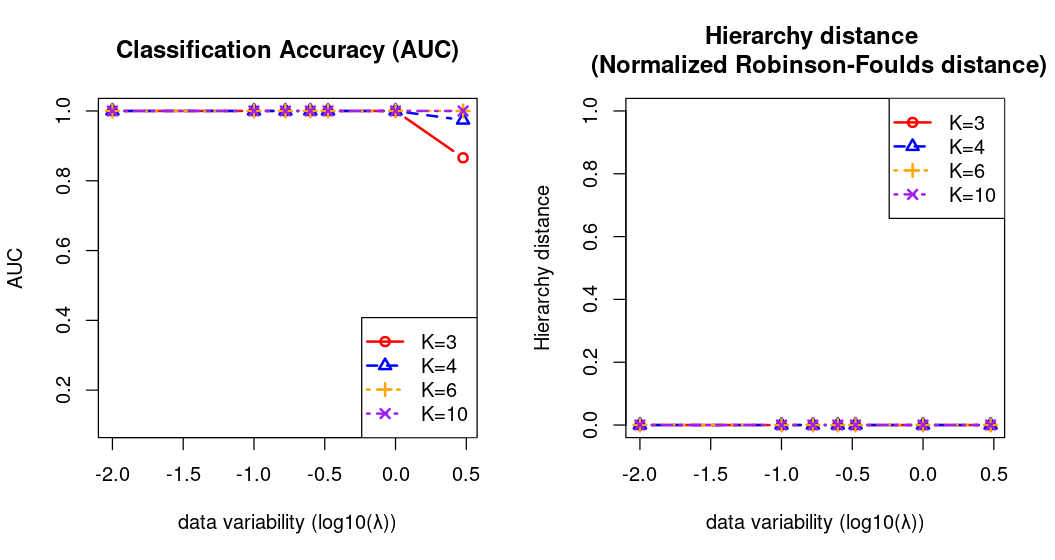 Classification Accuracy (AUC)
AUC
1.0
0.8
0.6
0.4
0.2
K=3
K=4
K=6
K=10
-2.0 -1.5 -1.0 -0.5 0.0 0.5
data variability (log10(λ))
Hierarchy distance
(Normalized Robinson-Foulds distance)
Hierarchy distance
1.0
0.8
0.6
0.4
0.2
0.0
K=3
K=4
K=6
K=10
-2.0 -1.5 -1.0 -0.5 0.0 0.5
data variability (log10(λ))